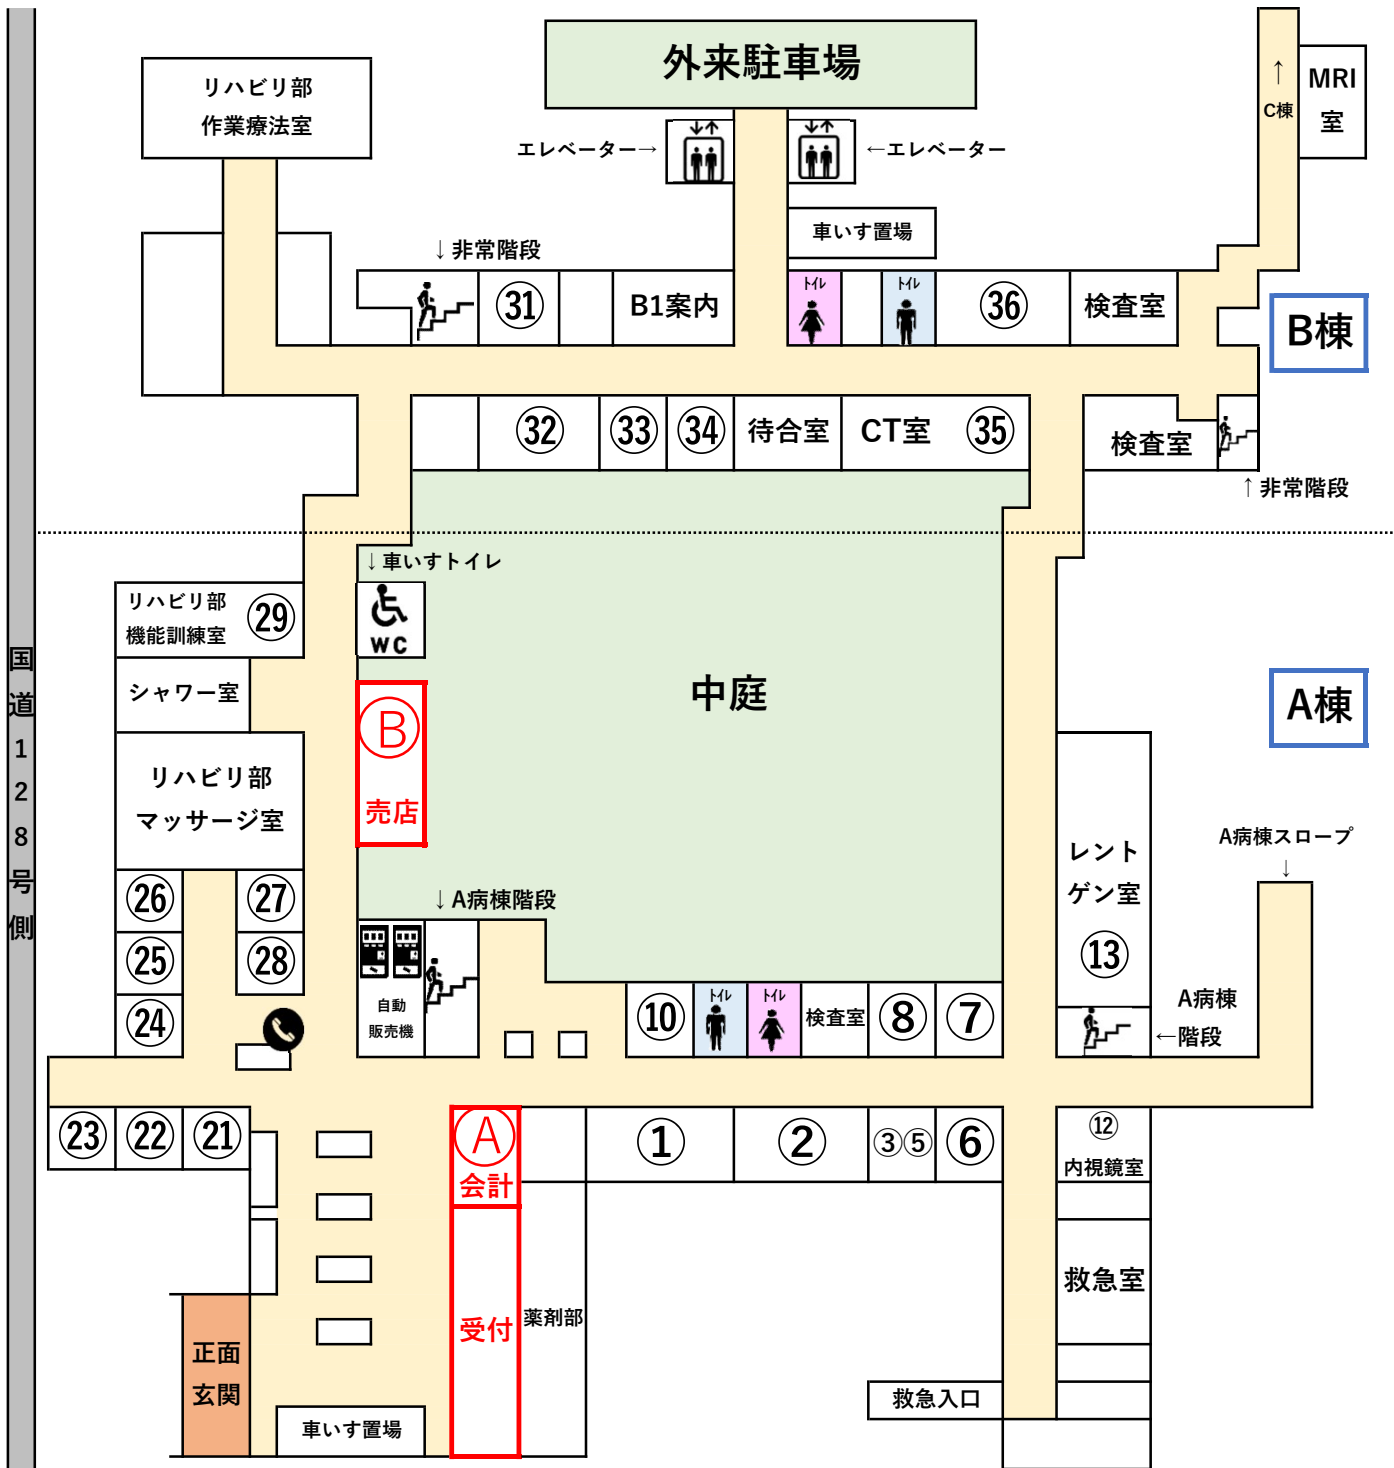 外来駐車場
リハビリ部
作業療法室
エレベーター→
←エレベーター
↑
C棟
MRI
室
車いす置場
↓非常階段
㉛
B1案内
トイレ
トイレ
㊱
検査室
B棟
㉜
㉝
㉞
待合室
CT室
㉟
検査室
↑非常階段
↓車いすトイレ
WC
リハビリ部
機能訓練室
㉙
シャワー室
中庭
A棟
国道128号側
Ⓑ
売店
リハビリ部
マッサージ室
レント
ゲン室
⑬
A病棟スロープ
↓
㉖
㉗
↓A病棟階段
㉕
㉘
㉔
自動
販売機
⑩
トイレ
トイレ
検査室
⑧
⑦
A病棟
←階段
㉓
㉒
㉑
Ⓐ
会計
①
②
③⑤
⑥
⑫
内視鏡室
受付
薬剤部
救急室
正面
玄関
車いす置場
救急入口